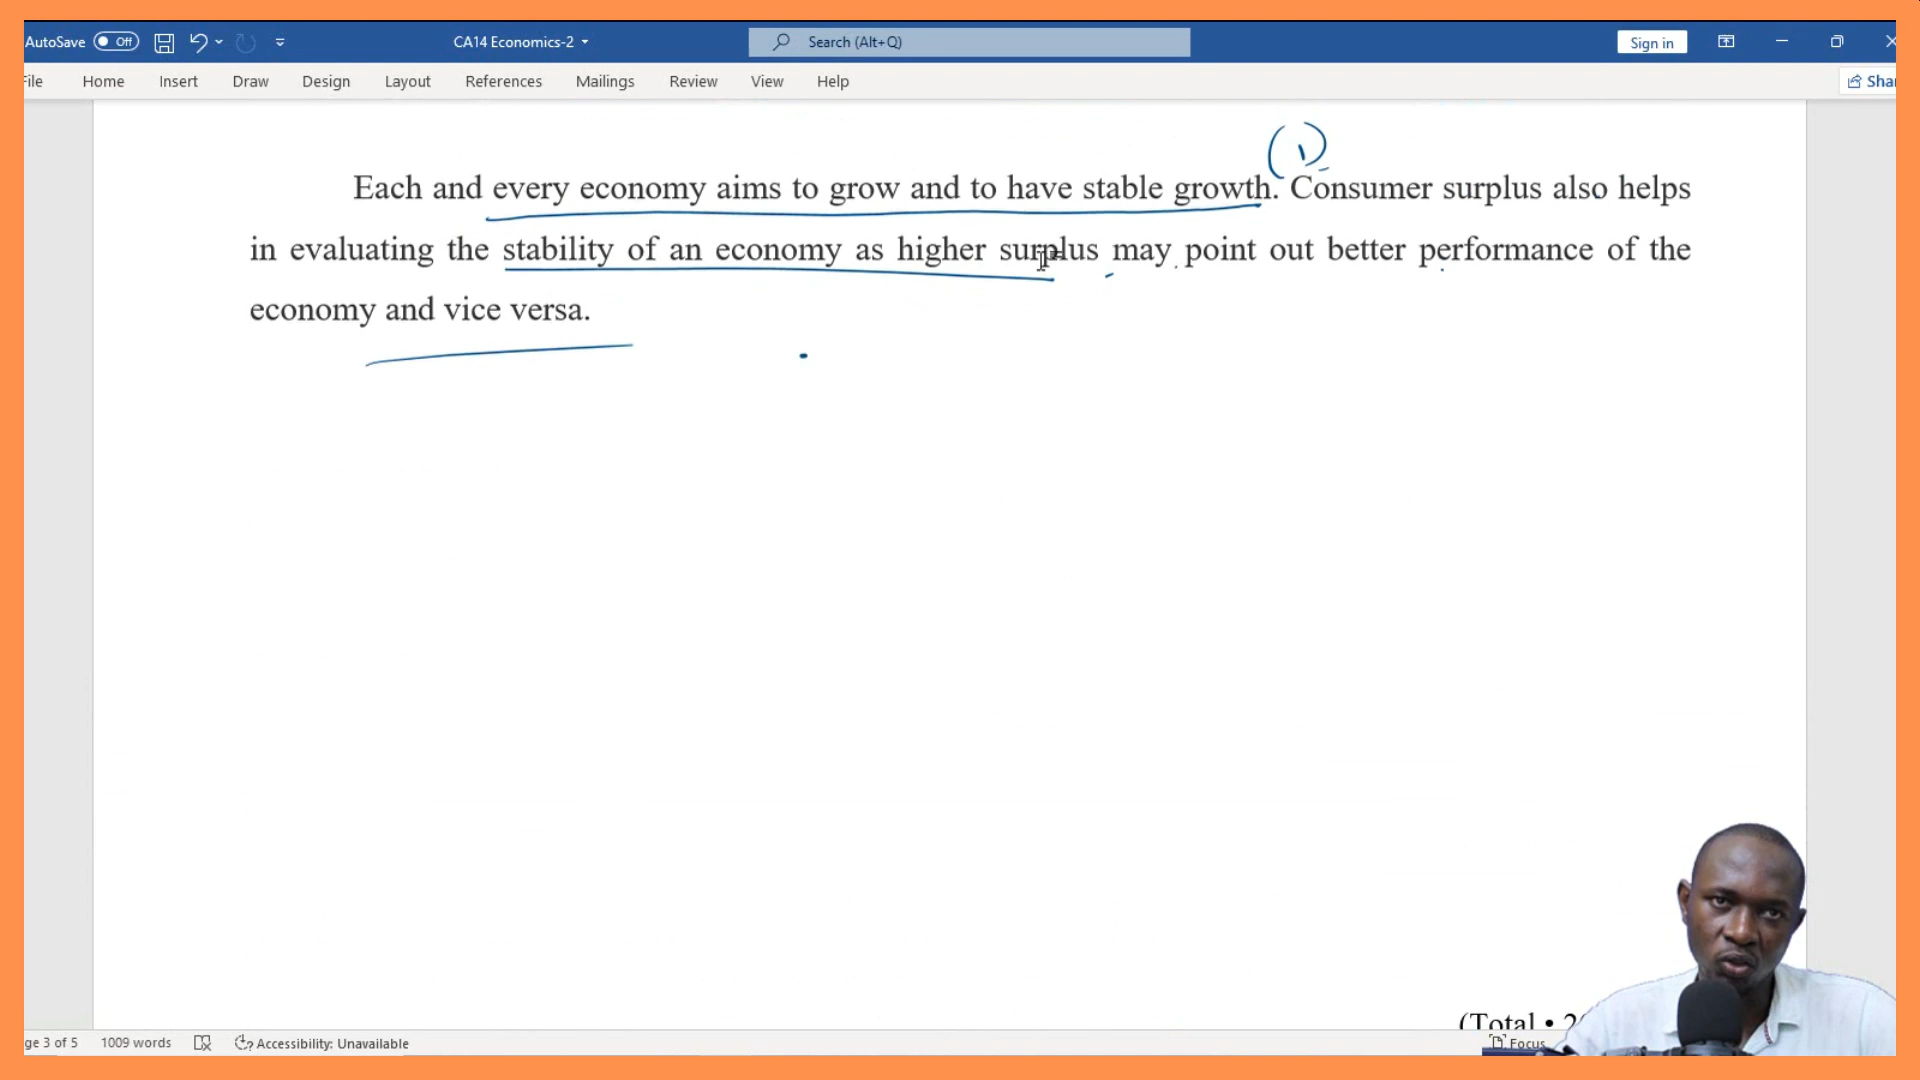 AutoSave Off CA14 Economics-2 Search (Alt+Q) Sign in
File Home Insert Draw Design Layout References Mailings Review View Help Shar
(1)
Each and every economy aims to grow and to have stable growth. Consumer surplus also helps
in evaluating the stability of an economy as higher surplus may point out better performance of the
economy and vice versa.
(Total • 2
ge 3 of 5 1009 words Accessibility: Unavailable Focus